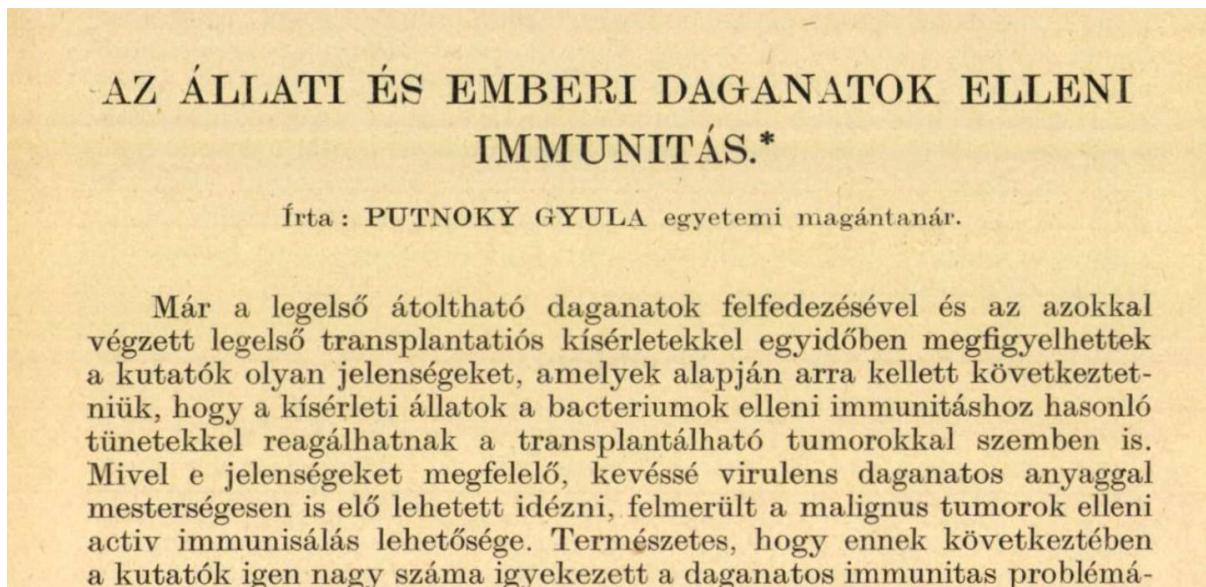 AZ ÁLLATI ÉS EMBERI DAGANATOK ELLENI
IMMUNITÁS.*
Írta : PUTNOKY GYULA egyetemi magántanár.
Már a legelső átoltható daganatok felfedezésével és az azokkal
végzett legelső transplantatiós kísérletekkel egyidőben megfigyelhettek
a kutatók olyan jelenségeket, amelyek alapján arra kellett következtet-
niük, hogy a kísérleti állatok a bacteriumok elleni immunitáshoz hasonló
tünetekkel reagálhatnak a transplantálható tumorokkal szemben is.
Mivel e jelenségeket megfelelő, kevéssé virulens daganatos anyaggal
mesterségesen is elő lehetett idézni, felmerült a malignus tumorok elleni
activ immunisálás lehetősége. Természetes, hogy ennek következtében
a kutatók igen nagy száma igyekezett a daganatos immunitas problémá-